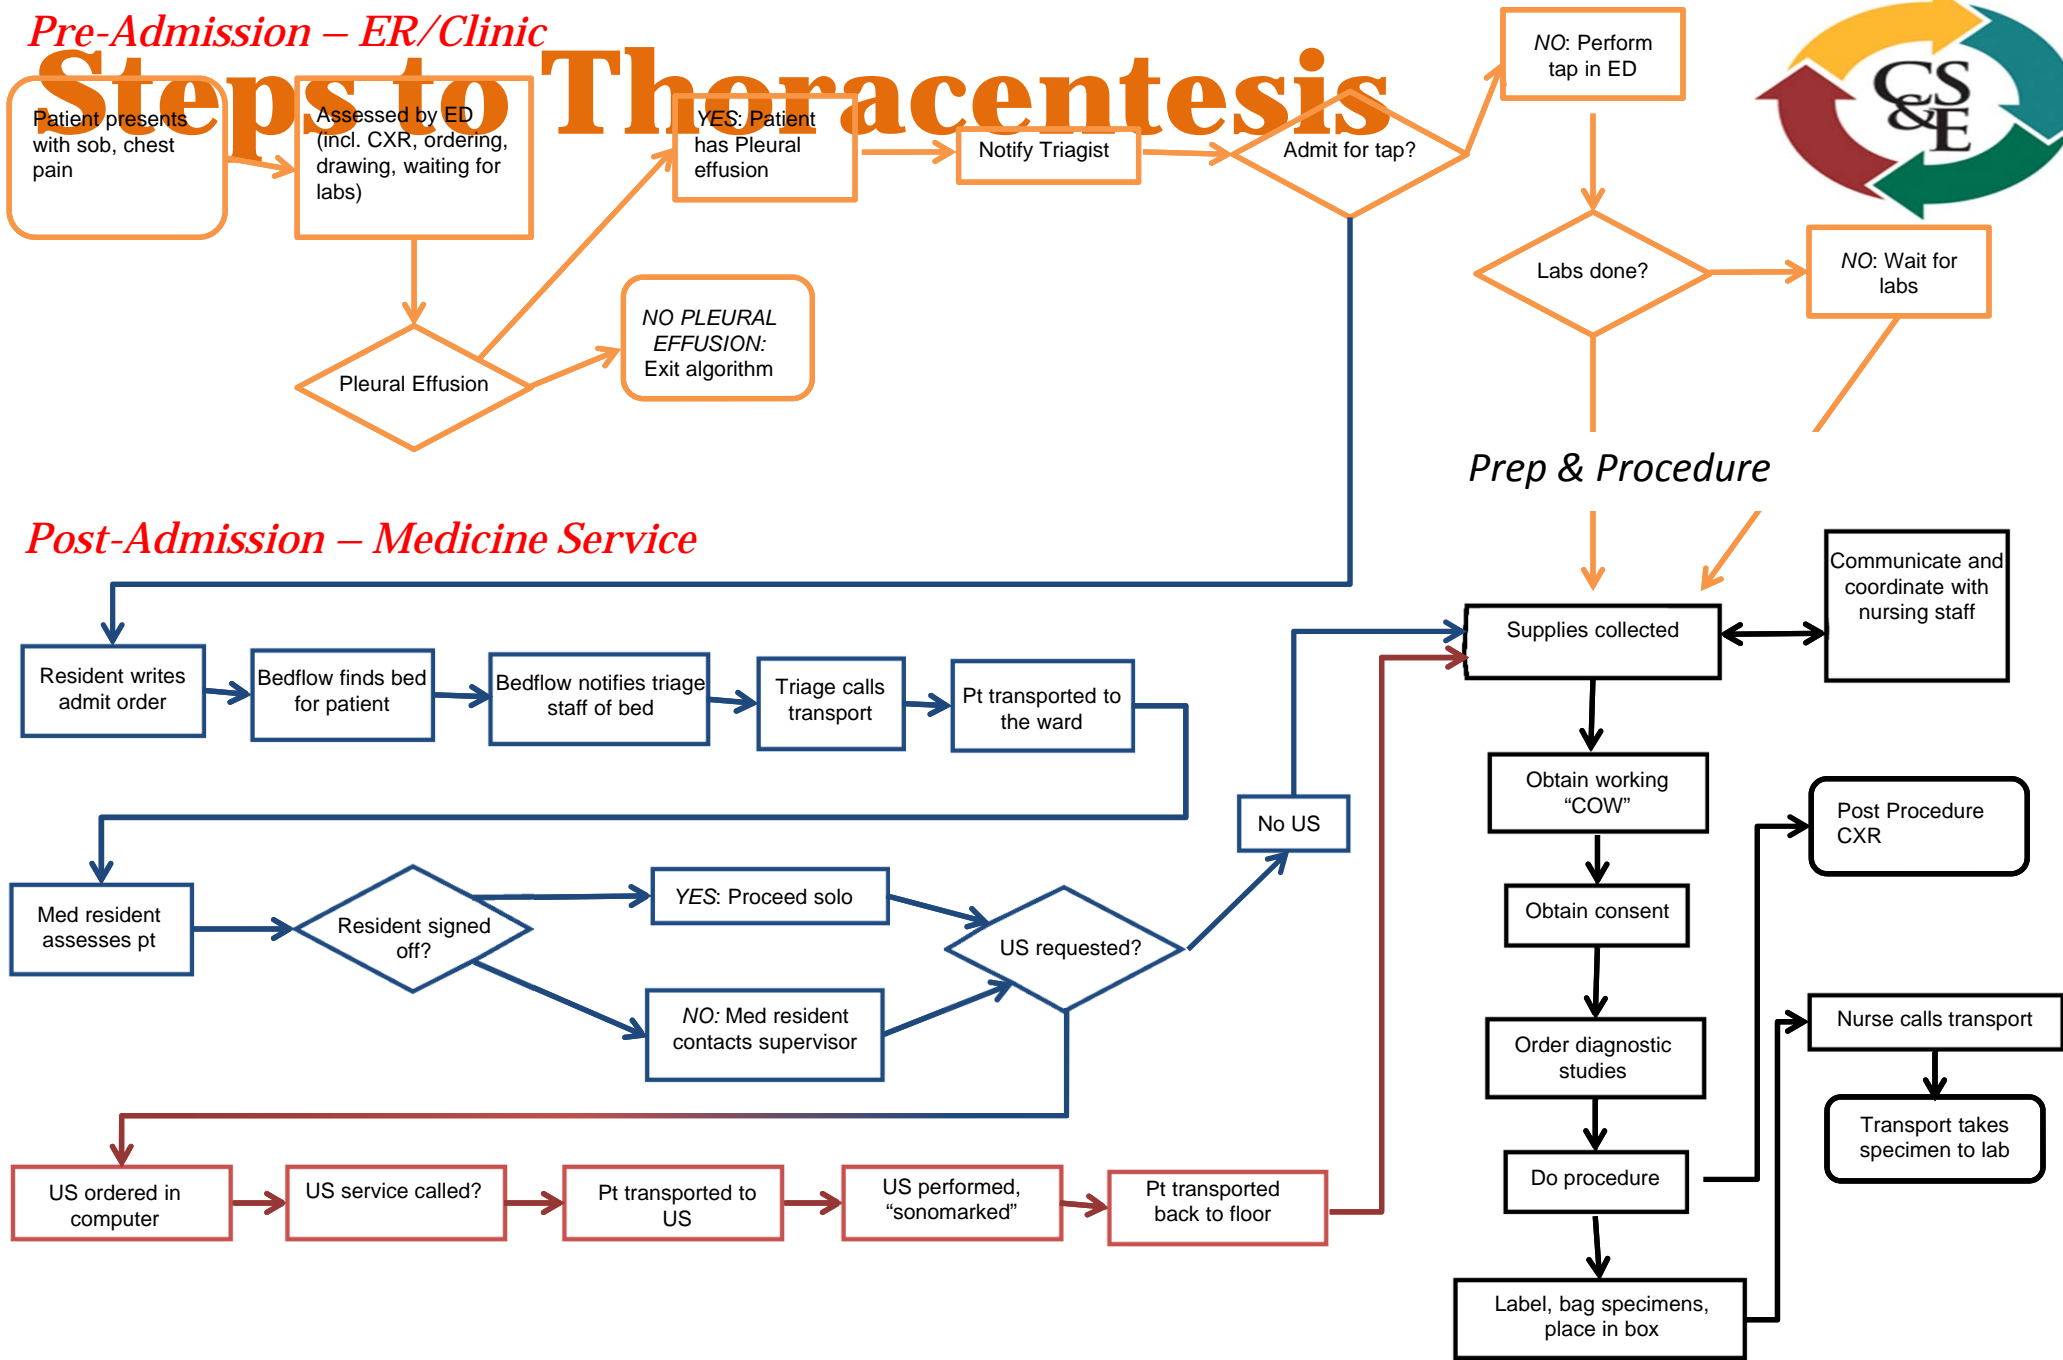 Pre-Admission – ER/Clinic
Steps to Thoracentesis
Patient presents
with sob, chest
pain
Assessed by ED
(incl. CXR, ordering,
drawing, waiting for
labs)
YES: Patient
has Pleural
effusion
Notify Triagist
Admit for tap?
NO: Perform
tap in ED
CS
&E
Labs done?
NO: Wait for
labs
Pleural Effusion
NO PLEURAL
EFFUSION:
Exit algorithm
Prep & Procedure
Post-Admission – Medicine Service
Resident writes
admit order
Bedflow finds bed
for patient
Bedflow notifies triage
staff of bed
Triage calls
transport
Pt transported to
the ward
Supplies collected
Communicate and
coordinate with
nursing staff
Med resident
assesses pt
Resident signed
off?
YES: Proceed solo
NO: Med resident
contacts supervisor
US requested?
No US
Obtain working
“COW”
Obtain consent
Order diagnostic
studies
Do procedure
Label, bag specimens,
place in box
Post Procedure
CXR
Nurse calls transport
Transport takes
specimen to lab
US ordered in
computer
US service called?
Pt transported to
US
US performed,
“sonomarked”
Pt transported
back to floor